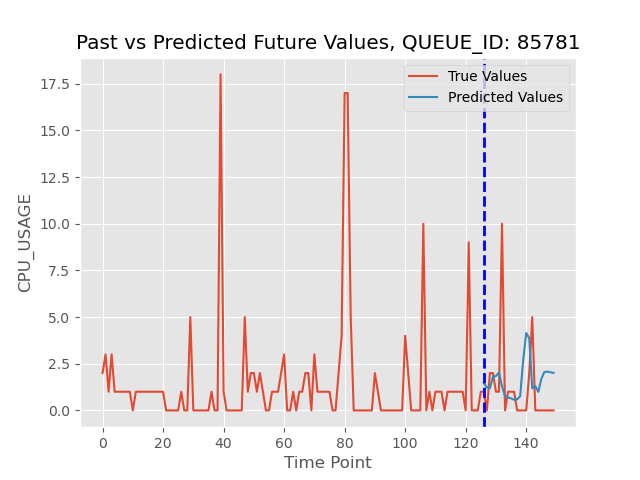 Past vs Predicted Future Values, QUEUE_ID: 85781
True Values
Predicted Values
CPU_USAGE
17.5
15.0
12.5
10.0
7.5
5.0
2.5
0.0
0 20 40 60 80 100 120 140
Time Point